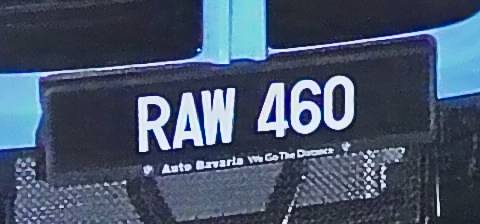 RAW 460
Auto Bavaria We Go The Distance